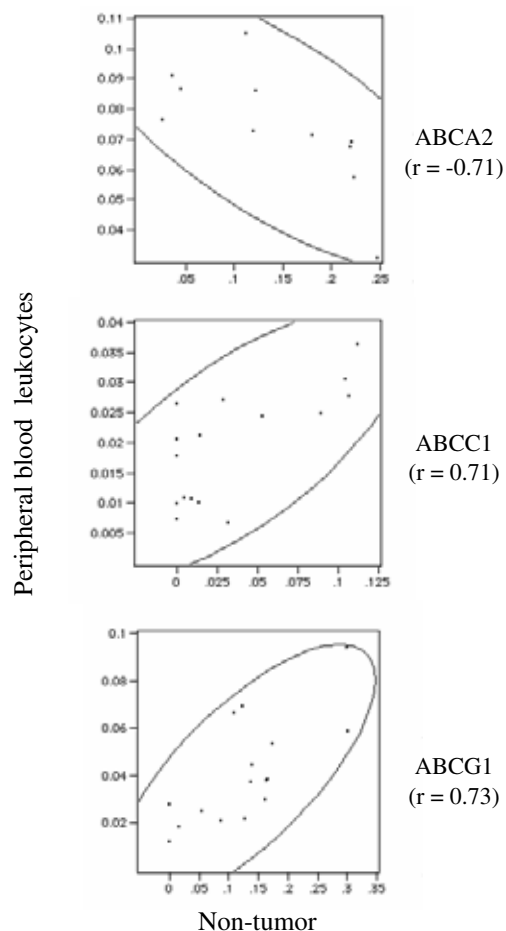 0.11
0.1
0.09
0.08
0.07
0.06
0.05
0.04
.05 .1 .15 .2 .25
ABCA2
(r = -0.71)
Peripheral blood leukocytes
0.04
0.035
0.03
0.025
0.02
0.015
0.01
0.005
0 .025 .05 .075 .1 .125
ABCC1
(r = 0.71)
0.1
0.08
0.06
0.04
0.02
0 .05 .1 .15 .2 .25 .3 .35
ABCG1
(r = 0.73)
Non-tumor